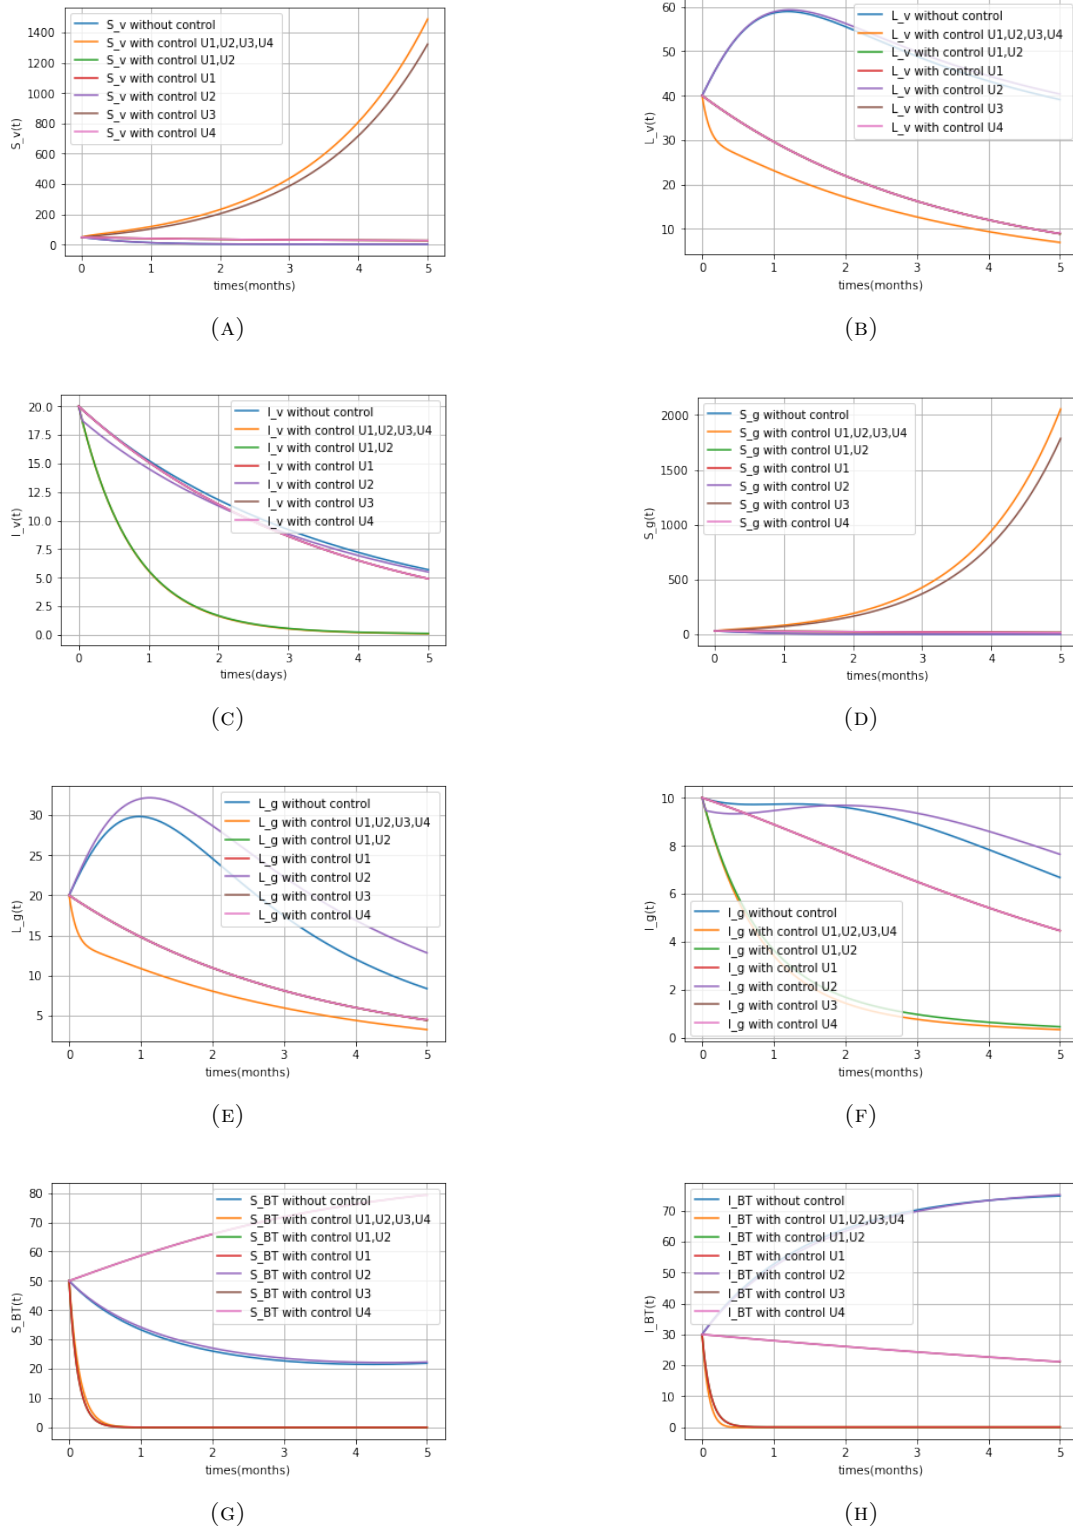 1400
1200
1000
800
600
400
200
0
S_v(t)
S_v without control
S_v with control U1,U2,U3,U4
S_v with control U1,U2
S_v with control U1
S_v with control U2
S_v with control U3
S_v with control U4
0 1 2 3 4 5
times(months)
(A)
60
50
40
30
20
10
L_v(t)
L_v without control
L_v with control U1,U2,U3,U4
L_v with control U1,U2
L_v with control U1
L_v with control U2
L_v with control U3
L_v with control U4
0 1 2 3 4 5
times(months)
(B)
20.0
17.5
15.0
12.5
10.0
7.5
5.0
2.5
0.0
I_v(t)
I_v without control
I_v with control U1,U2,U3,U4
I_v with control U1,U2
I_v with control U1
I_v with control U2
I_v with control U3
I_v with control U4
0 1 2 3 4 5
times(days)
(C)
2000
1500
1000
500
0
S_g(t)
S_g without control
S_g with control U1,U2,U3,U4
S_g with control U1,U2
S_g with control U1
S_g with control U2
S_g with control U3
S_g with control U4
0 1 2 3 4 5
times(months)
(D)
30
25
20
15
10
5
L_g(t)
L_g without control
L_g with control U1,U2,U3,U4
L_g with control U1,U2
L_g with control U1
L_g with control U2
L_g with control U3
L_g with control U4
0 1 2 3 4 5
times(months)
(E)
10
8
6
4
2
0
I_g(t)
I_g without control
I_g with control U1,U2,U3,U4
I_g with control U1,U2
I_g with control U1
I_g with control U2
I_g with control U3
I_g with control U4
0 1 2 3 4 5
times(months)
(F)
80
70
60
50
40
30
20
10
0
S_BT(t)
S_BT without control
S_BT with control U1,U2,U3,U4
S_BT with control U1,U2
S_BT with control U1
S_BT with control U2
S_BT with control U3
S_BT with control U4
0 1 2 3 4 5
times(months)
(G)
70
60
50
40
30
20
10
0
I_BT(t)
I_BT without control
I_BT with control U1,U2,U3,U4
I_BT with control U1,U2
I_BT with control U1
I_BT with control U2
I_BT with control U3
I_BT with control U4
0 1 2 3 4 5
times(months)
(H)